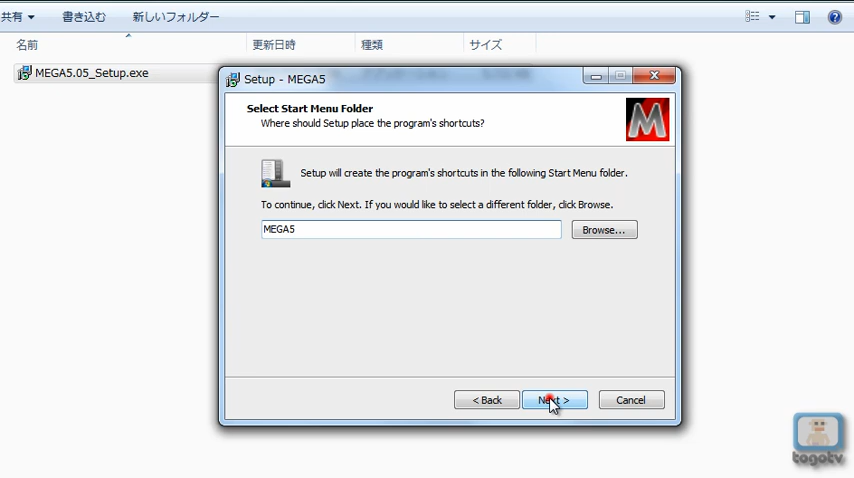 共有 書き込む 新しいフォルダー
名前 更新日時 種類 サイズ
MEGA5.05_Setup.exe
Setup - MEGA5
Select Start Menu Folder
Where should Setup place the program's shortcuts?
M
Setup will create the program's shortcuts in the following Start Menu folder.
To continue, click Next. If you would like to select a different folder, click Browse.
MEGA5
Browse...
< Back Next > Cancel
togotv